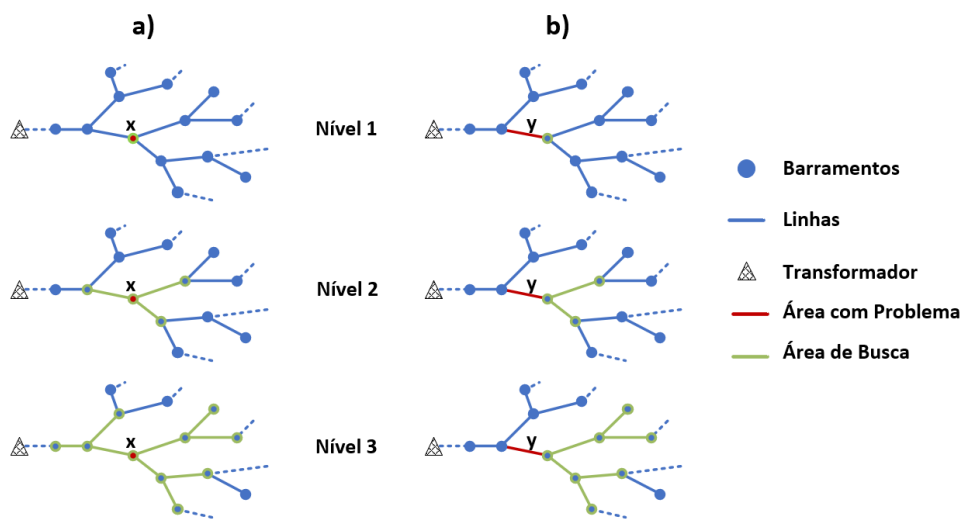 a)
b)
x
Nível 1
y
Barramentos
Linhas
Transformador
Área com Problema
Área de Busca
x
Nível 2
y
x
Nível 3
y